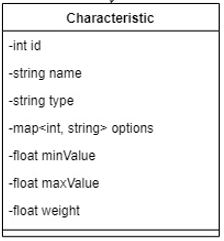 Characteristic
-int id
-string name
-string type
-map<int, string> options
-float minValue
-float maxValue
-float weight